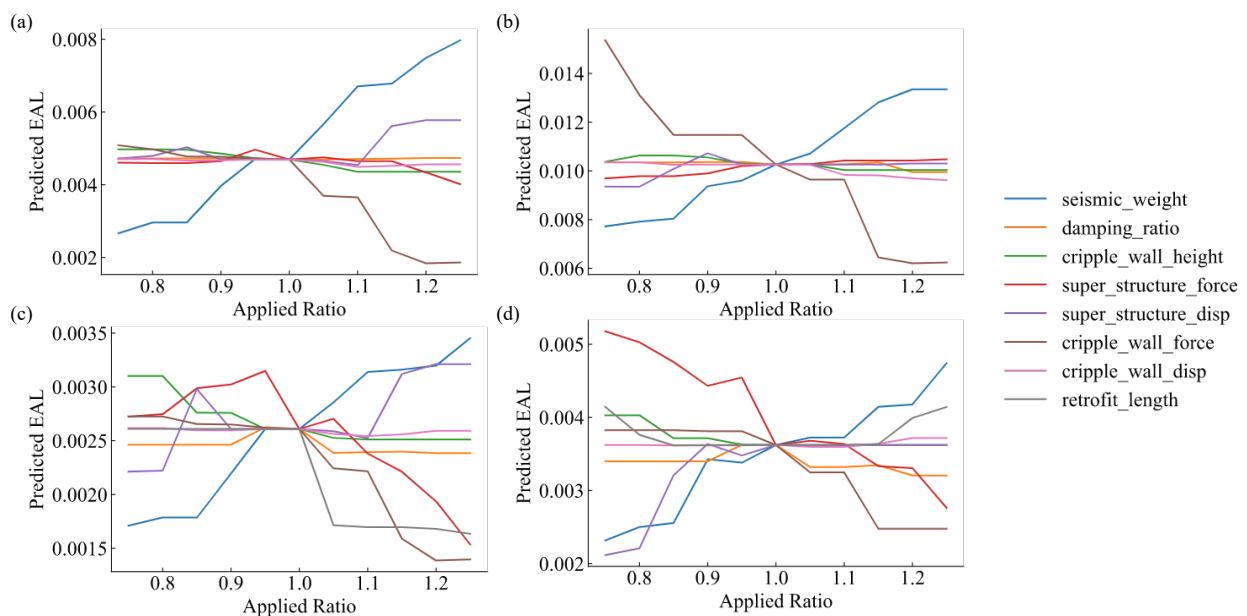 (a)
Predicted EAL
0.008
0.006
0.004
0.002
0.8 0.9 1.0 1.1 1.2
Applied Ratio
(b)
Predicted EAL
0.014
0.012
0.010
0.008
0.006
0.8 0.9 1.0 1.1 1.2
Applied Ratio
(c)
Predicted EAL
0.0035
0.0030
0.0025
0.0020
0.0015
0.8 0.9 1.0 1.1 1.2
Applied Ratio
(d)
Predicted EAL
0.005
0.004
0.003
0.002
0.8 0.9 1.0 1.1 1.2
Applied Ratio
seismic_weight
damping_ratio
cripple_wall_height
super_structure_force
super_structure_disp
cripple_wall_force
cripple_wall_disp
retrofit_length